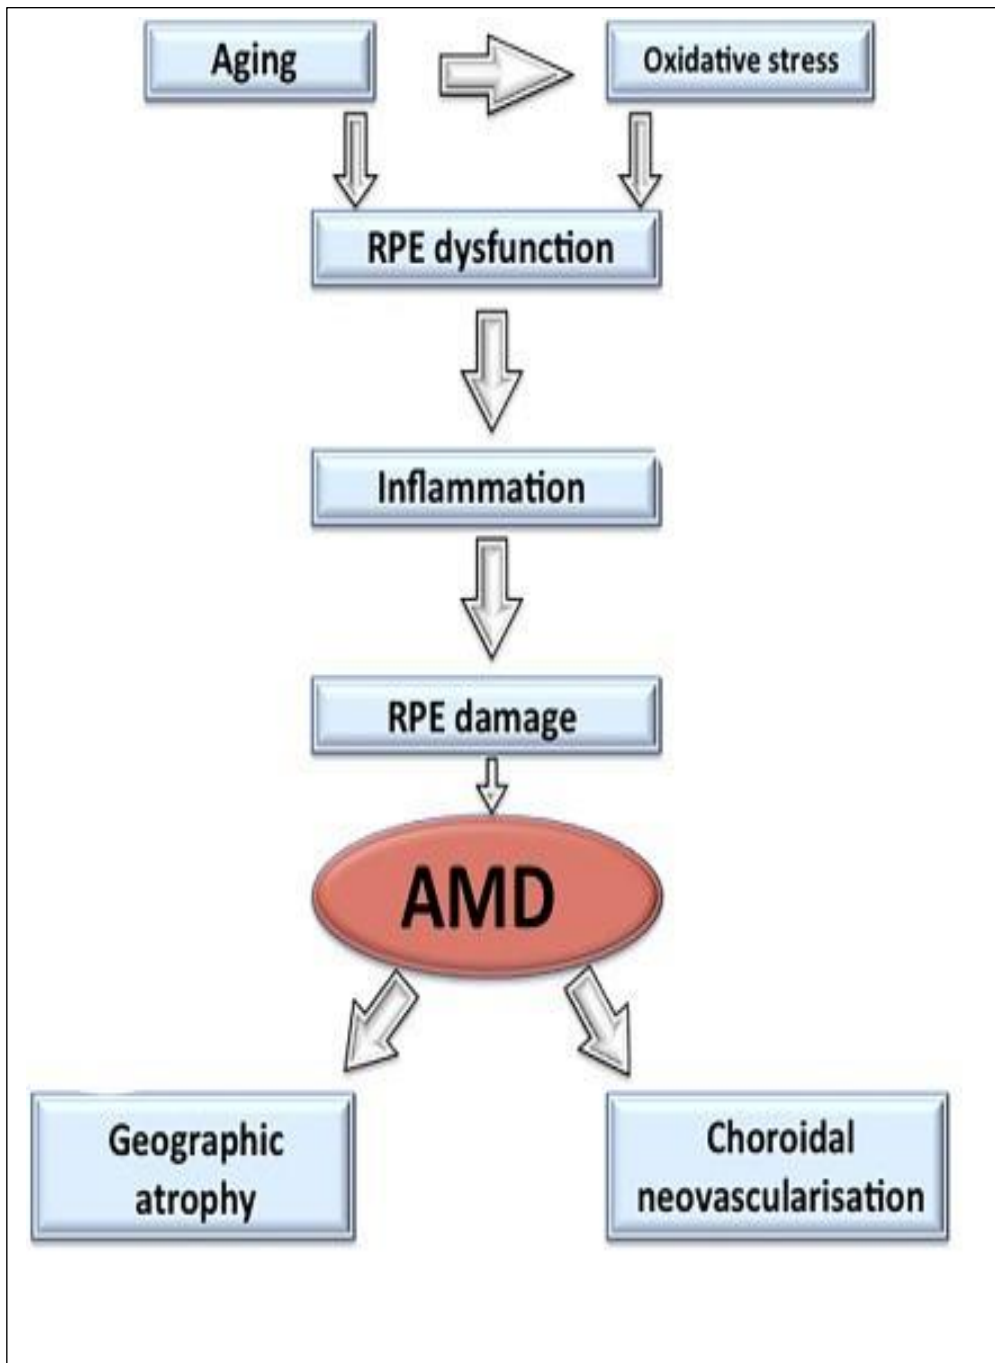 Aging
Oxidative stress
RPE dysfunction
Inflammation
RPE damage
AMD
Geographic
atrophy
Choroidal
neovascularisation